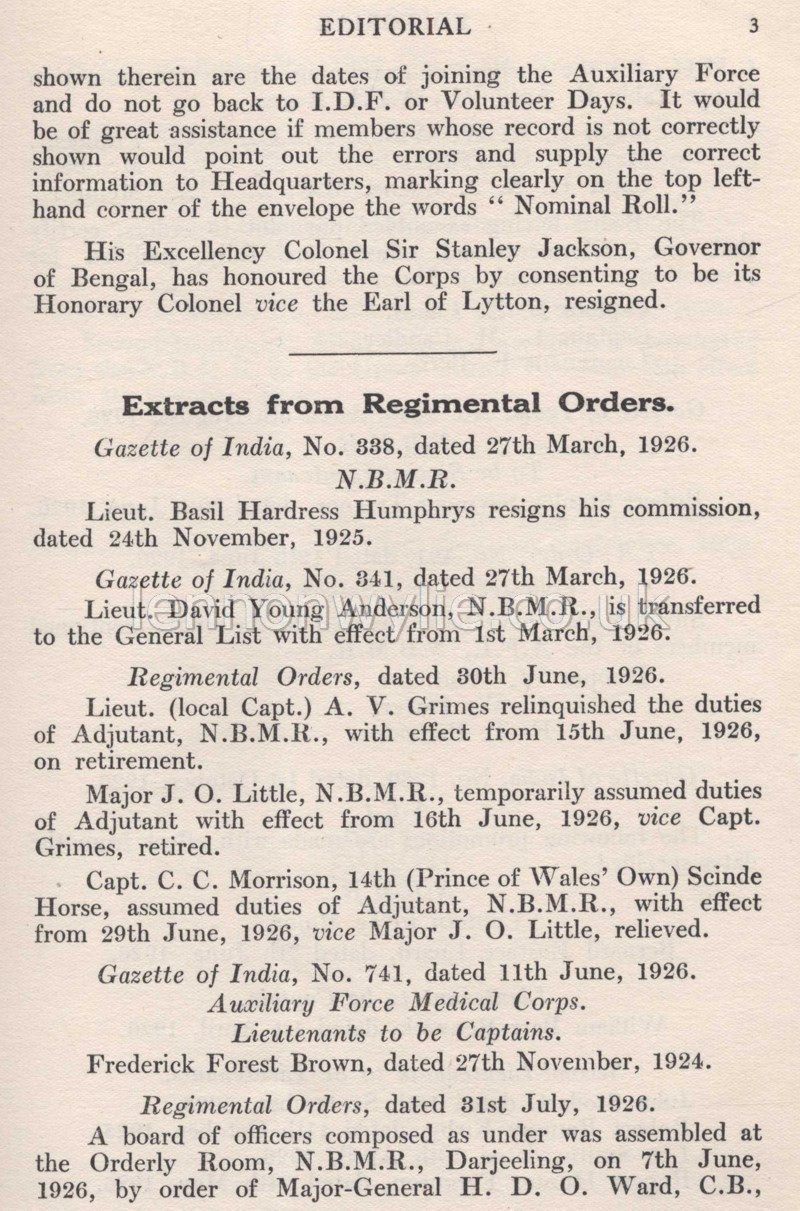 EDITORIAL 3
shown therein are the dates of joining the Auxiliary Force
and do not go back to I.D.F. or Volunteer Days. It would
be of great assistance if members whose record is not correctly
shown would point out the errors and supply the correct
information to Headquarters, marking clearly on the top left-
hand corner of the envelope the words “ Nominal Roll.”
His Excellency Colonel Sir Stanley Jackson, Governor
of Bengal, has honoured the Corps by consenting to be its
Honorary Colonel vice the Earl of Lytton, resigned.
Extracts from Regimental Orders.
Gazette of India, No. 338, dated 27th March, 1926.
N.B.M.R.
Lieut. Basil Hardress Humphrys resigns his commission,
dated 24th November, 1925.
Gazette of India, No. 341, dated 27th March, 1926.
Lieut. David Young Anderson, N.B.M.R., is transferred
to the General List with effect from 1st March, 1926.
lennonwylie.co.uk
Regimental Orders, dated 30th June, 1926.
Lieut. (local Capt.) A. V. Grimes relinquished the duties
of Adjutant, N.B.M.R., with effect from 15th June, 1926,
on retirement.
Major J. O. Little, N.B.M.R., temporarily assumed duties
of Adjutant with effect from 16th June, 1926, vice Capt.
Grimes, retired.
Capt. C. C. Morrison, 14th (Prince of Wales’ Own) Scinde
Horse, assumed duties of Adjutant, N.B.M.R., with effect
from 29th June, 1926, vice Major J. O. Little, relieved.
Gazette of India, No. 741, dated 11th June, 1926.
Auxiliary Force Medical Corps.
Lieutenants to be Captains.
Frederick Forest Brown, dated 27th November, 1924.
Regimental Orders, dated 31st July, 1926.
A board of officers composed as under was assembled at
the Orderly Room, N.B.M.R., Darjeeling, on 7th June,
1926, by order of Major-General H. D. O. Ward, C.B.,